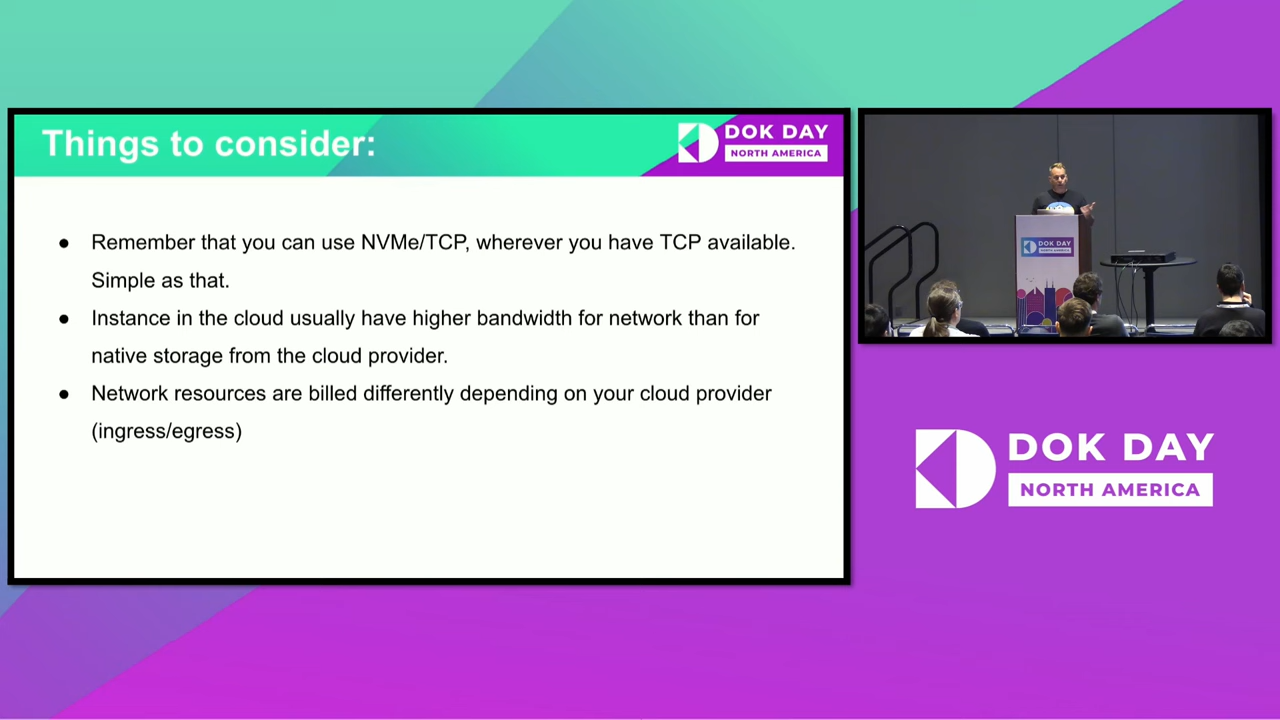 Things to consider:
DOK DAY
NORTH AMERICA
● Remember that you can use NVMe/TCP, wherever you have TCP available.
Simple as that.
● Instance in the cloud usually have higher bandwidth for network than for
native storage from the cloud provider.
● Network resources are billed differently depending on your cloud provider
(ingress/egress)
DOK DAY
NORTH AMERICA
DOK DAY
NORTH AMERICA